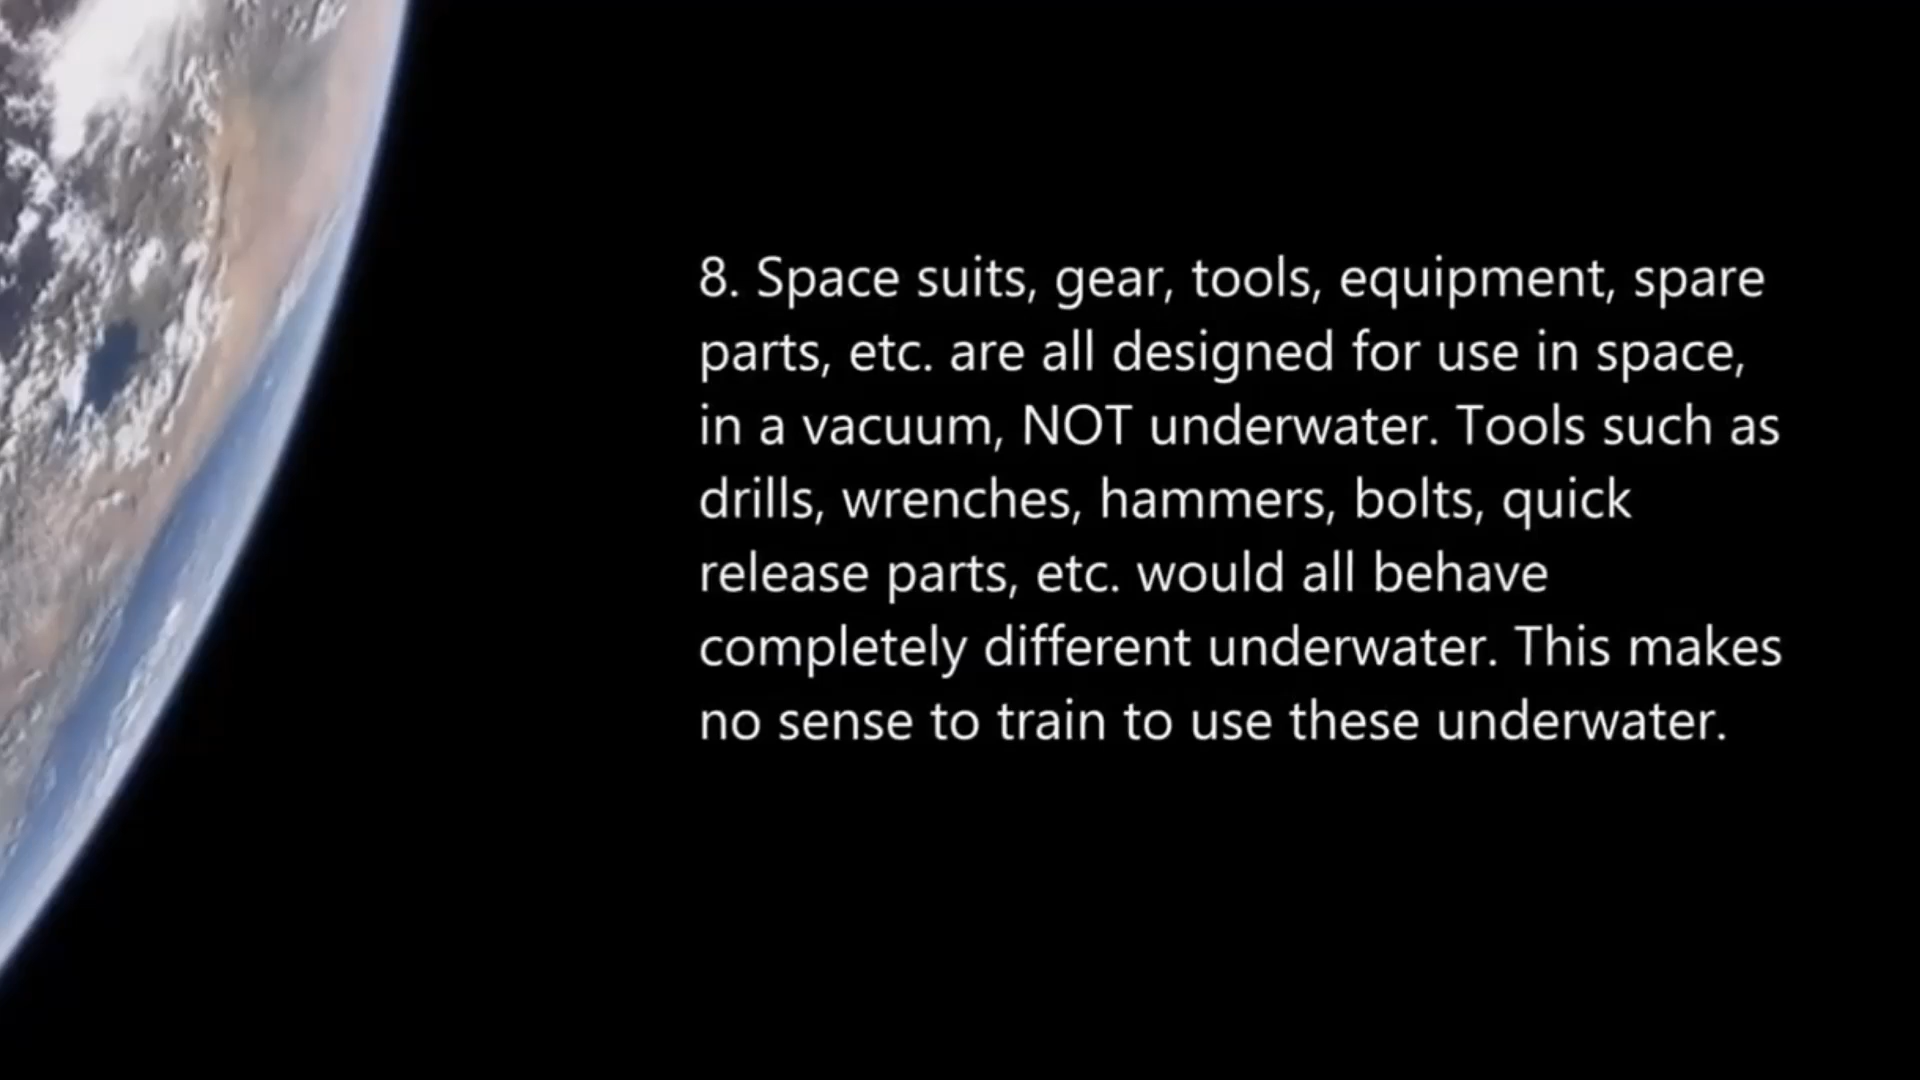 8. Space suits, gear, tools, equipment, spare
parts, etc. are all designed for use in space,
in a vacuum, NOT underwater. Tools such as
drills, wrenches, hammers, bolts, quick
release parts, etc. would all behave
completely different underwater. This makes
no sense to train to use these underwater.